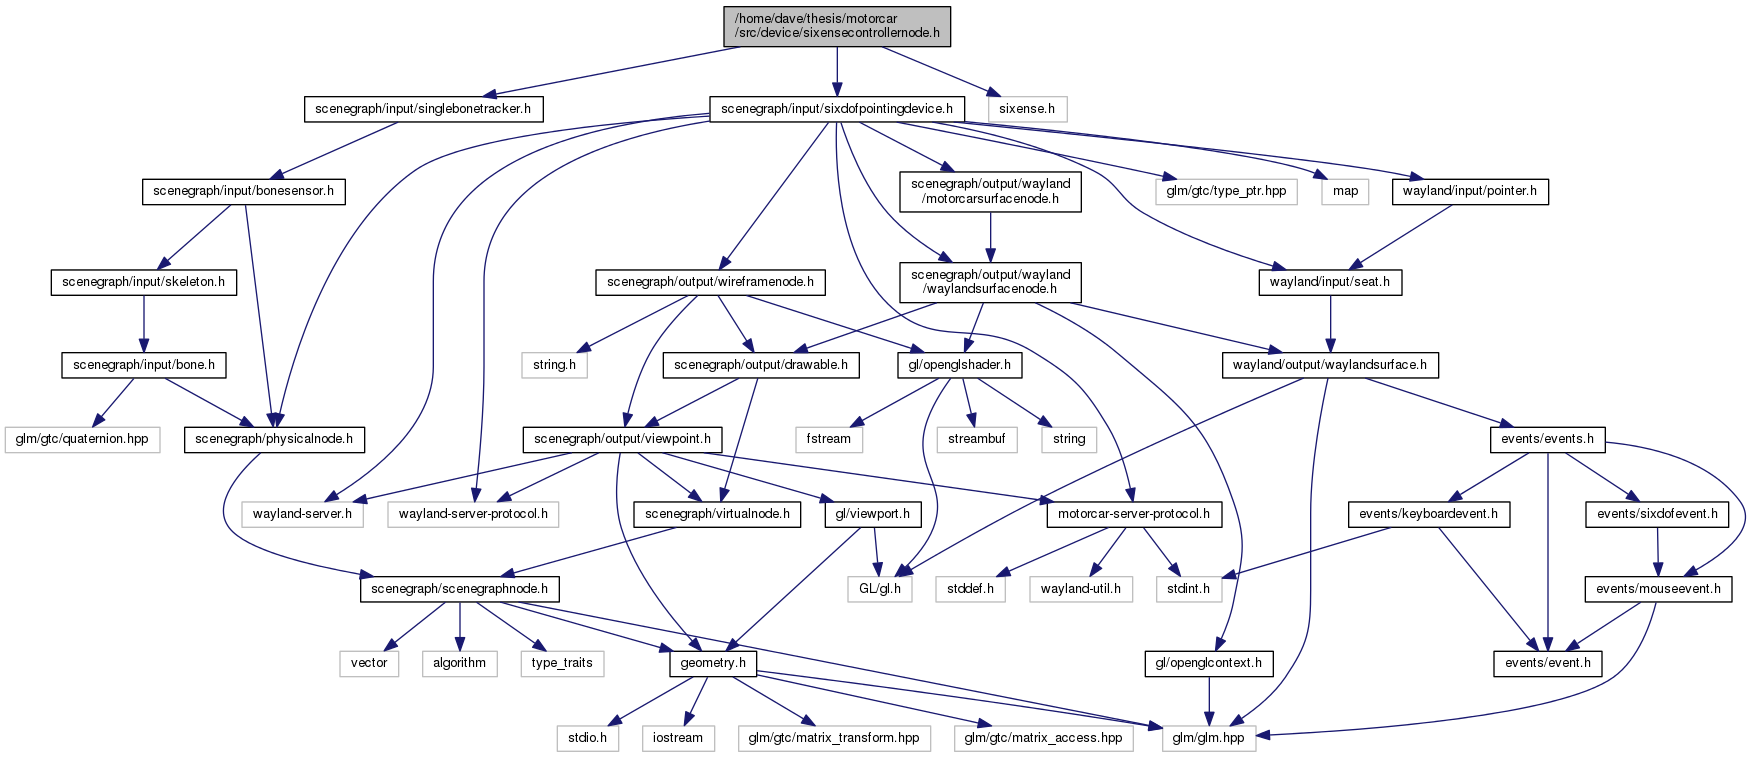 /home/dave/thesis/motorcar
/src/device/sixensecontrollernode.h
scenegraph/input/singlebonetracker.h
scenegraph/input/sixdofpointingdevice.h
sixense.h
scenegraph/input/bonesensor.h
scenegraph/output/wayland
/motorcarsurfacenode.h
glm/gtc/type_ptr.hpp
map
wayland/input/pointer.h
scenegraph/input/skeleton.h
scenegraph/output/wireframenode.h
scenegraph/output/wayland
/waylandsurfacenode.h
wayland/input/seat.h
scenegraph/input/bone.h
string.h
scenegraph/output/drawable.h
gl/openglshader.h
wayland/output/waylandsurface.h
glm/gtc/quaternion.hpp
scenegraph/physicalnode.h
scenegraph/output/viewpoint.h
fstream
streambuf
string
events/events.h
wayland-server.h
wayland-server-protocol.h
scenegraph/virtualnode.h
gl/viewport.h
motorcar-server-protocol.h
events/keyboardevent.h
events/sixdofevent.h
scenegraph/scenegraphnode.h
GL/gl.h
stddef.h
wayland-util.h
stdint.h
events/mouseevent.h
vector
algorithm
type_traits
geometry.h
gl/openglcontext.h
events/event.h
stdio.h
iostream
glm/gtc/matrix_transform.hpp
glm/gtc/matrix_access.hpp
glm/glm.hpp